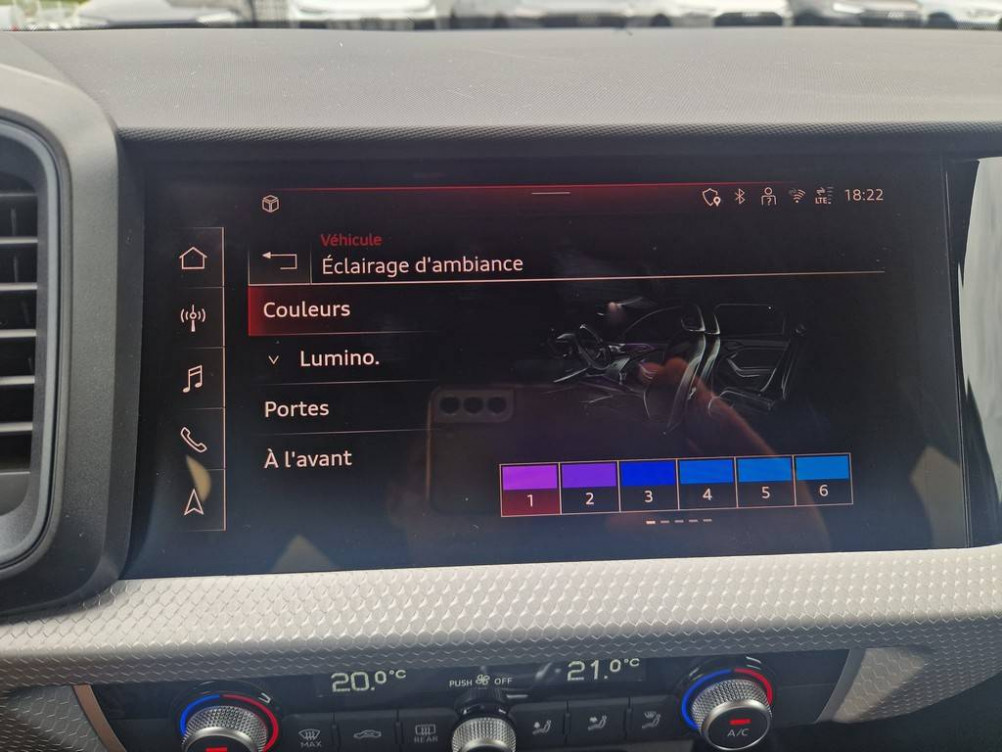 LTE
18:22
Véhicule
Éclairage d'ambiance
Couleurs
Lumino.
Portes
À l'avant
1 2 3 4 5 6
20.0°C
PUSH OFF
21.0°C
MAX
REAR
A/C